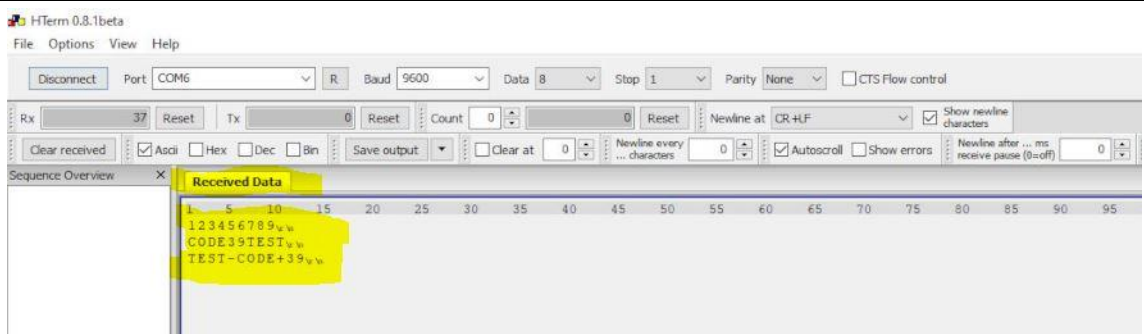 HTerm 0.8.1beta
File Options View Help
Disconnect Port COM6 R Baud 9600 Data 8 Stop 1 Parity None CTS Flow control
Rx 37 Reset Tx 0 Reset Count 0 0 Reset Newline at CR+LF Show newline characters
Clear received Ascii Hex Dec Bin Save output Clear at 0 Newline every ... characters 0 Autoscroll Show errors Newline after ... ms receive pause (0=off) 0
Sequence Overview × Received Data
1 5 10 15 20 25 30 35 40 45 50 55 60 65 70 75 80 85 90 95
123456789\r\n
CODE39TEST\r\n
TEST-CODE+39\r\n